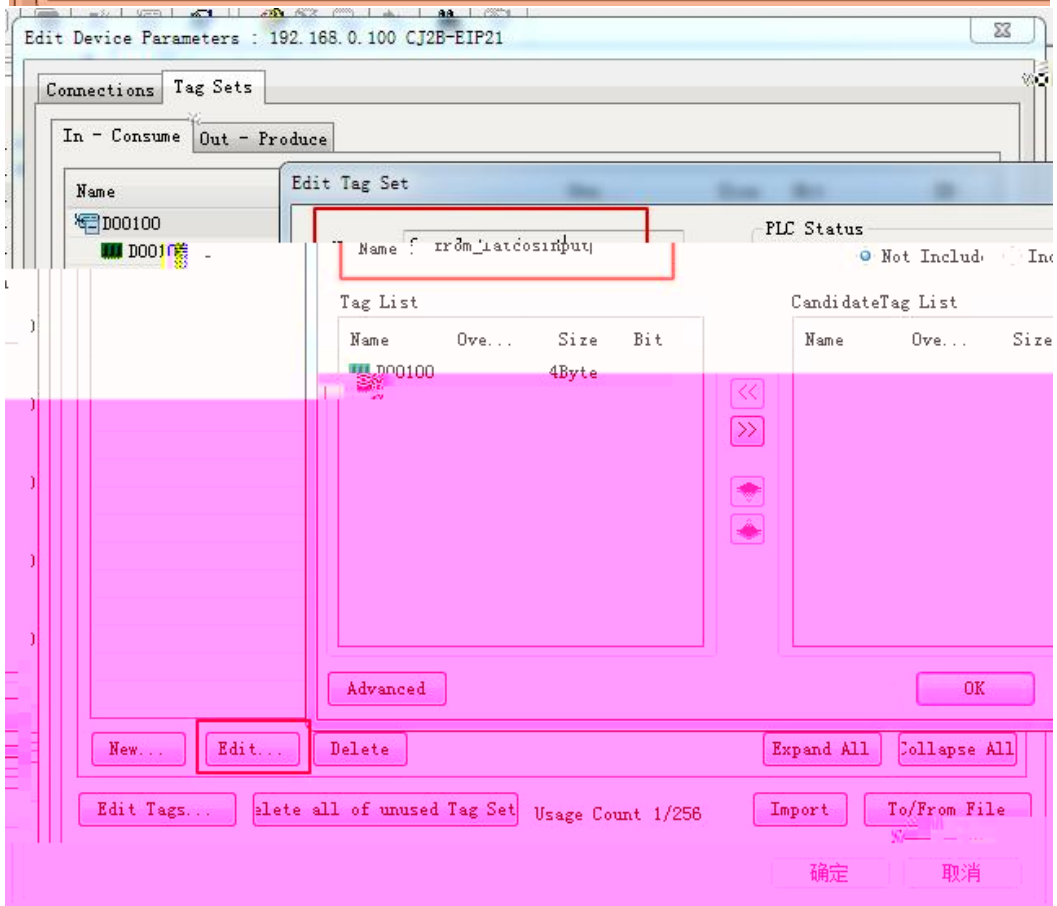 Edit Device Parameters : 192.168.0.100 CJ2B-EIP21
Connections Tag Sets
In - Consume Out - Produce
Name
D00100
Edit Tag Set
Name
PLC Status
Not Includ
Tag List
CandidateTag List
Name Ove... Size Bit
Name Ove... Size
D00100 4Byte
<<
>>
Advanced
OK
New... Edit... Delete Expand All Collapse All
Edit Tags... elete all of unused Tag Set Usage Count 1/256 Import To/From File
确定 取消